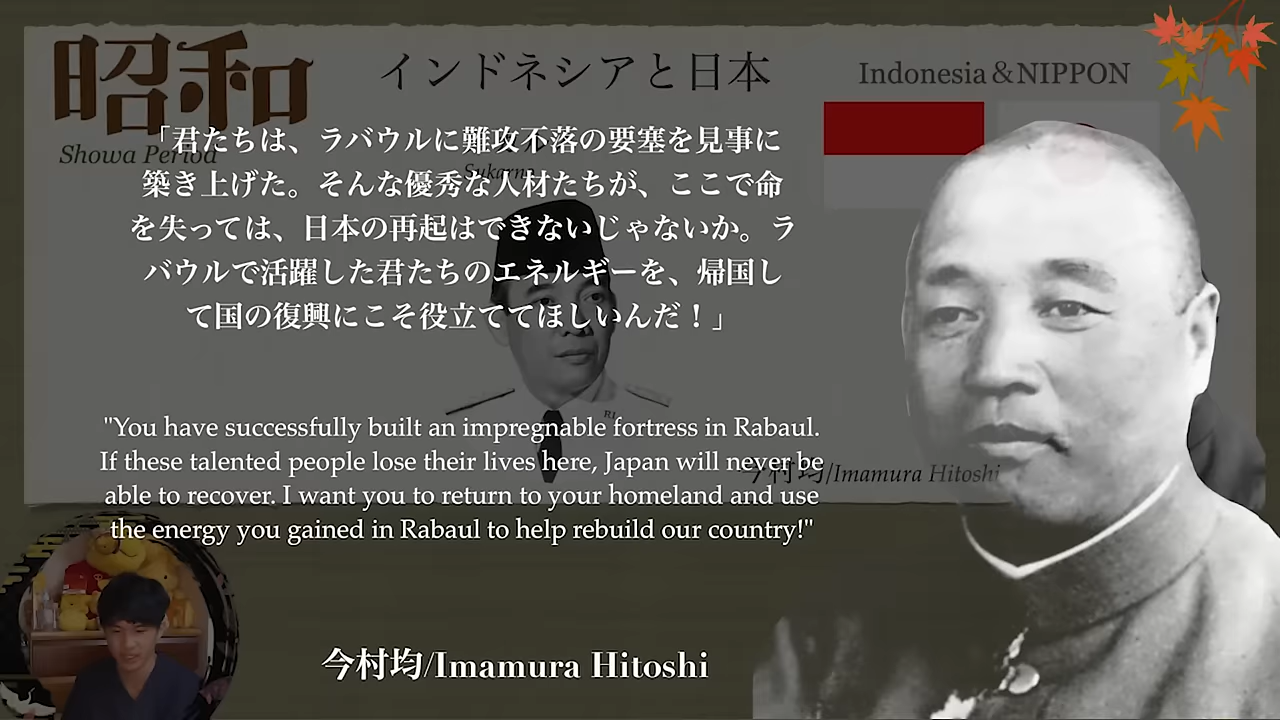 昭和
Showa Period
インドネシアと日本
Indonesia＆NIPPON
Sukarno
「君たちは、ラバウルに難攻不落の要塞を見事に
築き上げた。そんな優秀な人材たちが、ここで命
を失っては、日本の再起はできないじゃないか。ラ
バウルで活躍した君たちのエネルギーを、帰国し
て国の復興にこそ役立ててほしいんだ！」
"You have successfully built an impregnable fortress in Rabaul.
If these talented people lose their lives here, Japan will never be
able to recover. I want you to return to your homeland and use
the energy you gained in Rabaul to help rebuild our country!"
今村均/Imamura Hitoshi
今村均/Imamura Hitoshi